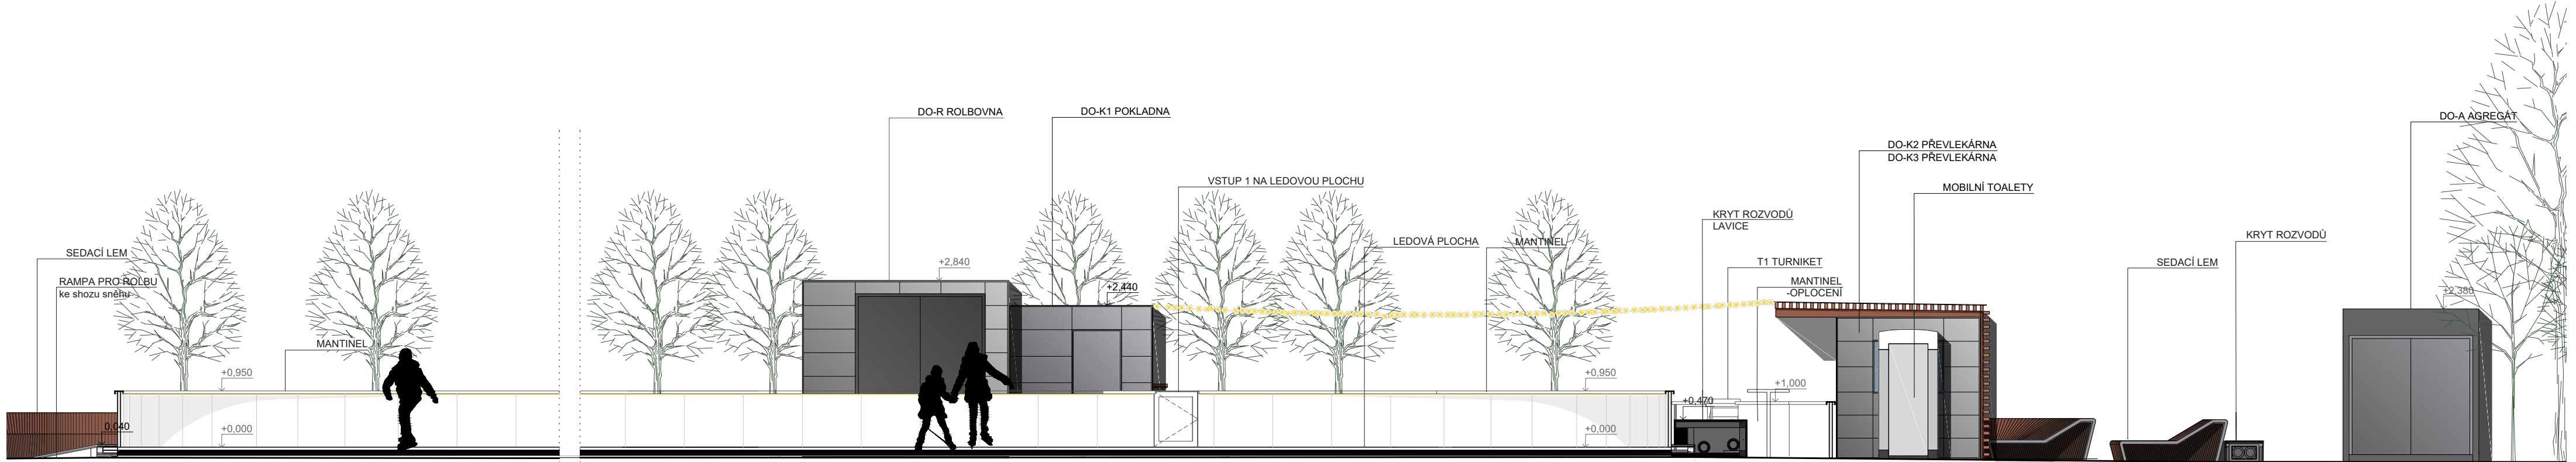 DO-R ROLBOVNA
DO-K1 POKLADNA
DO-A AGREGÁT
DO-K2 PŘEVLEKÁRNA
DO-K3 PŘEVLEKÁRNA
VSTUP 1 NA LEDOVOU PLOCHU
MOBILNÍ TOALETY
KRYT ROZVODŮ
LAVICE
LEDOVÁ PLOCHA
MANTINEL
KRYT ROZVODŮ
SEDACÍ LEM
T1 TURNIKET
SEDACÍ LEM
+2,840
RAMPA PRO ROLBU
ke shozu sněhu
MANTINEL
-OPLOCENÍ
+2,440
+2,380
MANTINEL
+0,950
+0,950
+1,000
+0,470
0,040
+0,000
+0,000